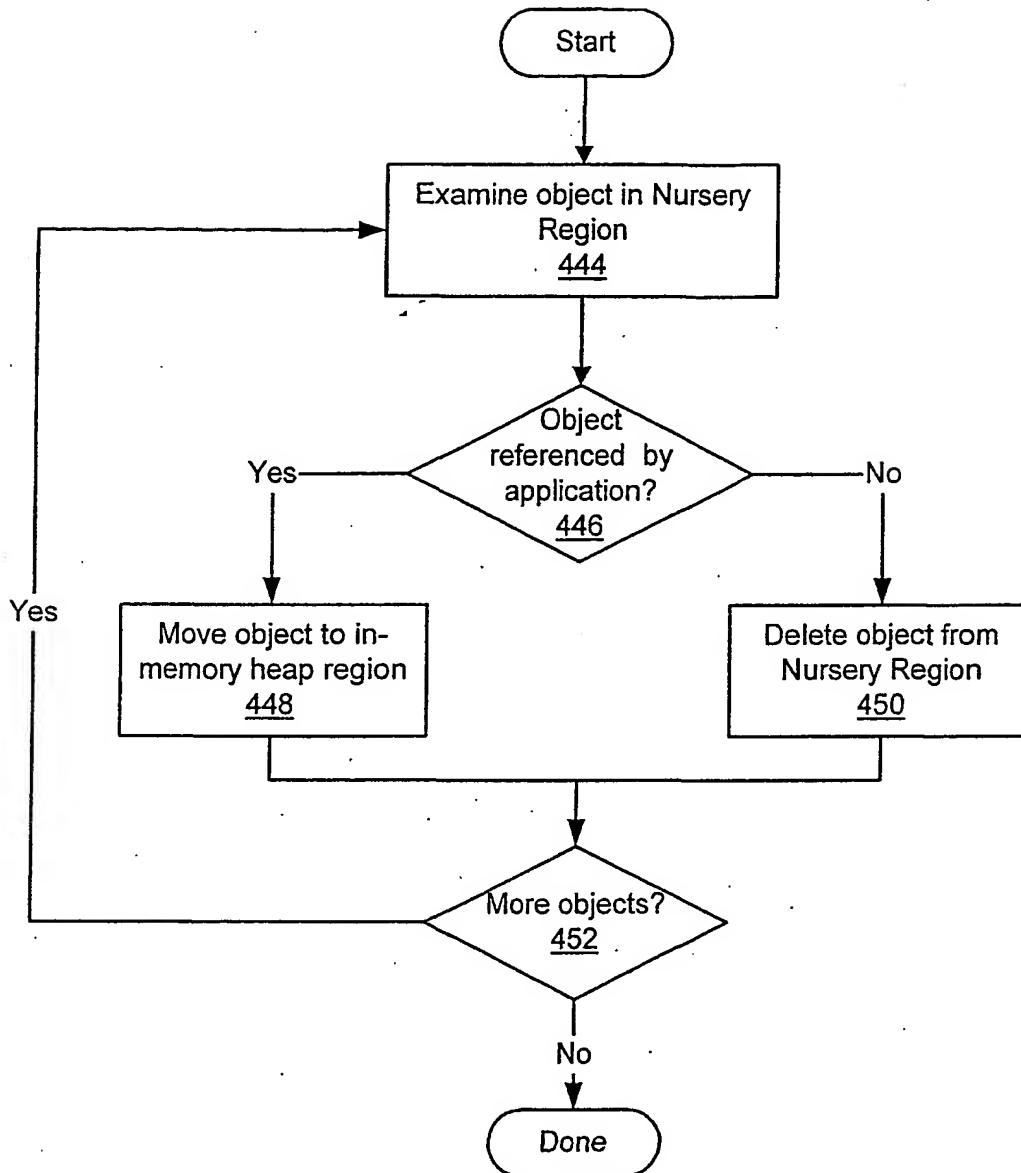 Start
Examine object in Nursery
Region
444
Object
referenced by
application?
446
Yes
No
Yes
Move object to in-
memory heap region
448
Delete object from
Nursery Region
450
More objects?
452
No
Done